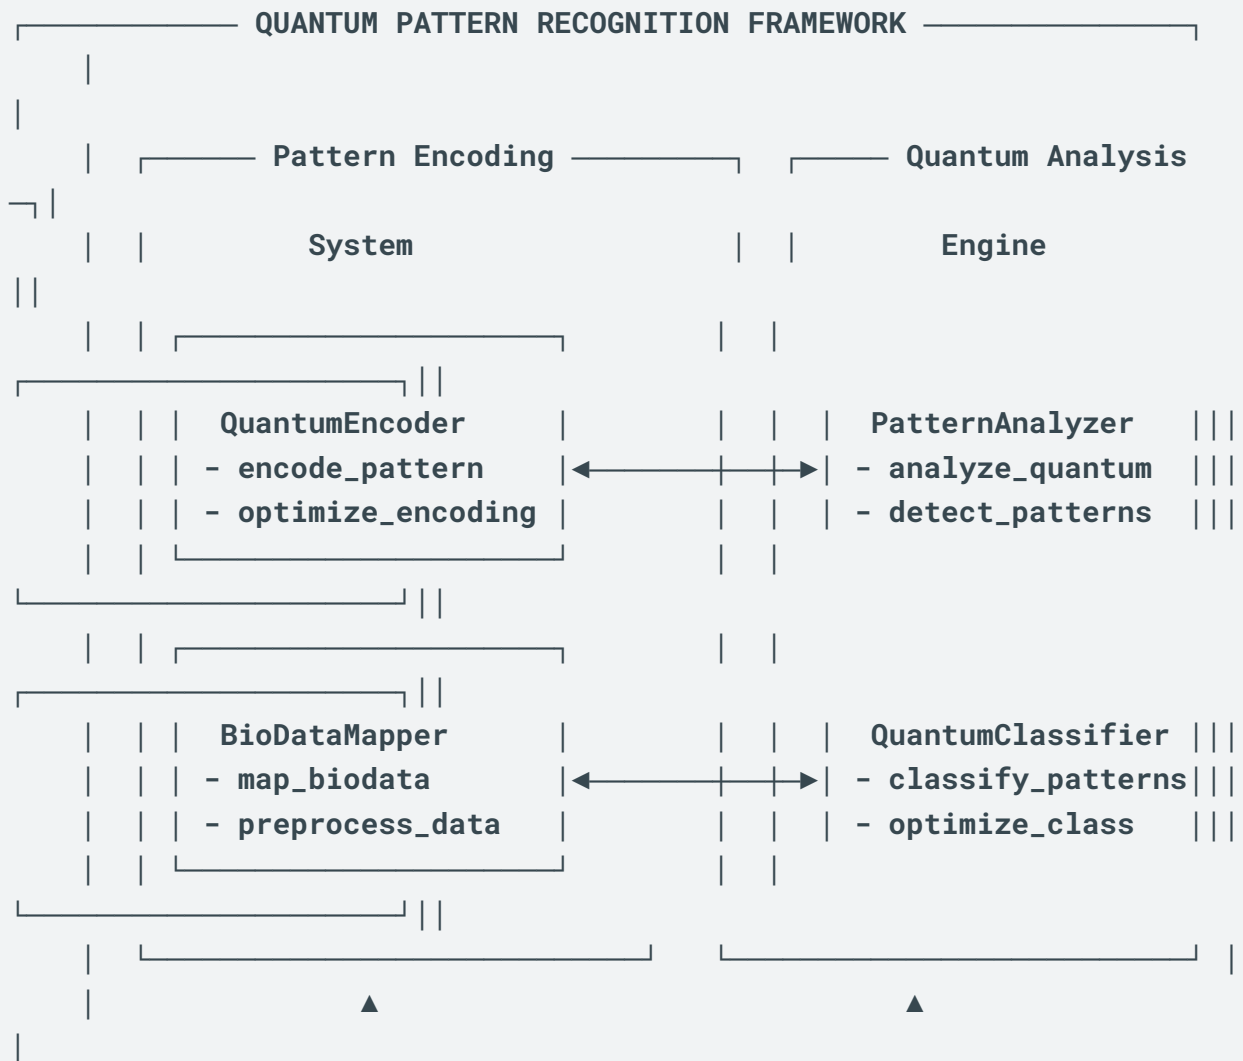 QUANTUM PATTERN RECOGNITION FRAMEWORK
Pattern Encoding Quantum Analysis
System Engine
QuantumEncoder PatternAnalyzer
- encode_pattern - analyze_quantum
- optimize_encoding - detect_patterns
BioDataMapper QuantumClassifier
- map_biodata - classify_patterns
- preprocess_data - optimize_class